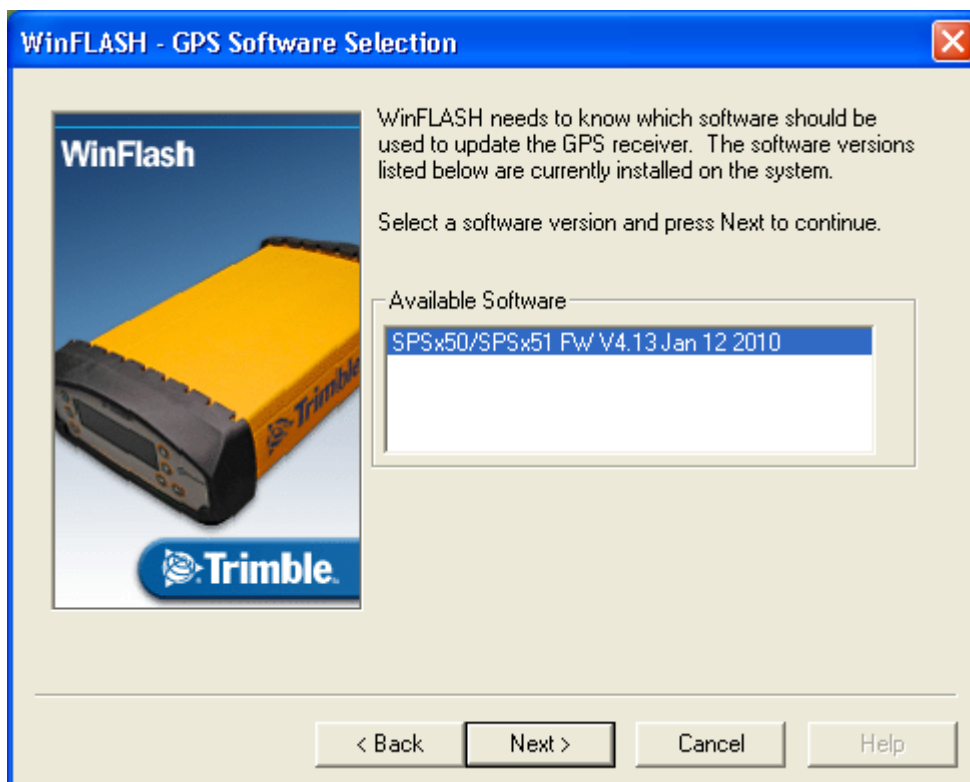 WinFLASH - GPS Software Selection
WinFlash
Trimble
Trimble.
WinFLASH needs to know which software should be
used to update the GPS receiver. The software versions
listed below are currently installed on the system.
Select a software version and press Next to continue.
Available Software
SPSx50/SPSx51 FW V4.13 Jan 12 2010
< Back
Next >
Cancel
Help